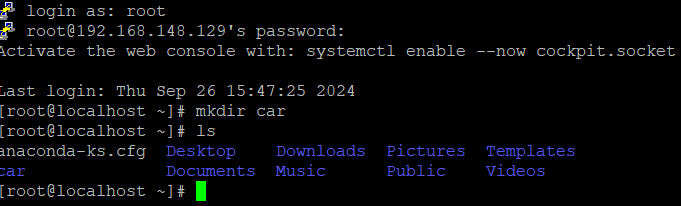 login as: root
root@192.168.148.129's password:
Activate the web console with: systemctl enable --now cockpit.socket
Last login: Thu Sep 26 15:47:25 2024
[root@localhost ~]# mkdir car
[root@localhost ~]# ls
anaconda-ks.cfg  Desktop    Downloads  Pictures  Templates
car              Documents  Music      Public    Videos
[root@localhost ~]#